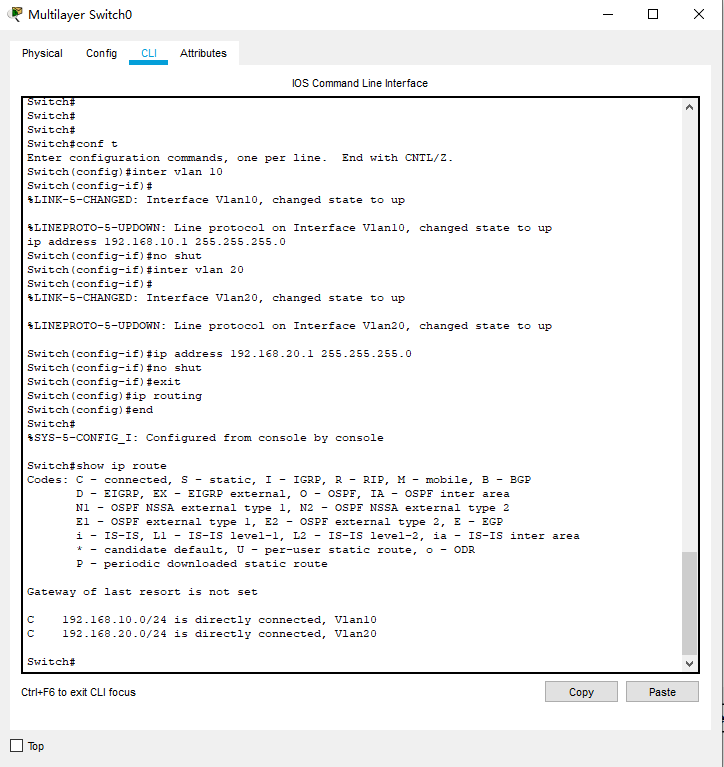 Multilayer Switch0
Physical Config CLI Attributes
IOS Command Line Interface
Switch#
Switch#
Switch#
Switch#conf t
Enter configuration commands, one per line.  End with CNTL/Z.
Switch(config)#inter vlan 10
Switch(config-if)#
%LINK-5-CHANGED: Interface Vlan10, changed state to up
%LINEPROTO-5-UPDOWN: Line protocol on Interface Vlan10, changed state to up
ip address 192.168.10.1 255.255.255.0
Switch(config-if)#no shut
Switch(config-if)#inter vlan 20
Switch(config-if)#
%LINK-5-CHANGED: Interface Vlan20, changed state to up
%LINEPROTO-5-UPDOWN: Line protocol on Interface Vlan20, changed state to up
Switch(config-if)#ip address 192.168.20.1 255.255.255.0
Switch(config-if)#no shut
Switch(config-if)#exit
Switch(config)#ip routing
Switch(config)#end
Switch#
%SYS-5-CONFIG_I: Configured from console by console
Switch#show ip route
Codes: C - connected, S - static, I - IGRP, R - RIP, M - mobile, B - BGP
D - EIGRP, EX - EIGRP external, O - OSPF, IA - OSPF inter area
N1 - OSPF NSSA external type 1, N2 - OSPF NSSA external type 2
E1 - OSPF external type 1, E2 - OSPF external type 2, E - EGP
i - IS-IS, L1 - IS-IS level-1, L2 - IS-IS level-2, ia - IS-IS inter area
* - candidate default, U - per-user static route, o - ODR
P - periodic downloaded static route
Gateway of last resort is not set
C    192.168.10.0/24 is directly connected, Vlan10
C    192.168.20.0/24 is directly connected, Vlan20
Switch#
Ctrl+F6 to exit CLI focus
Copy Paste
Top